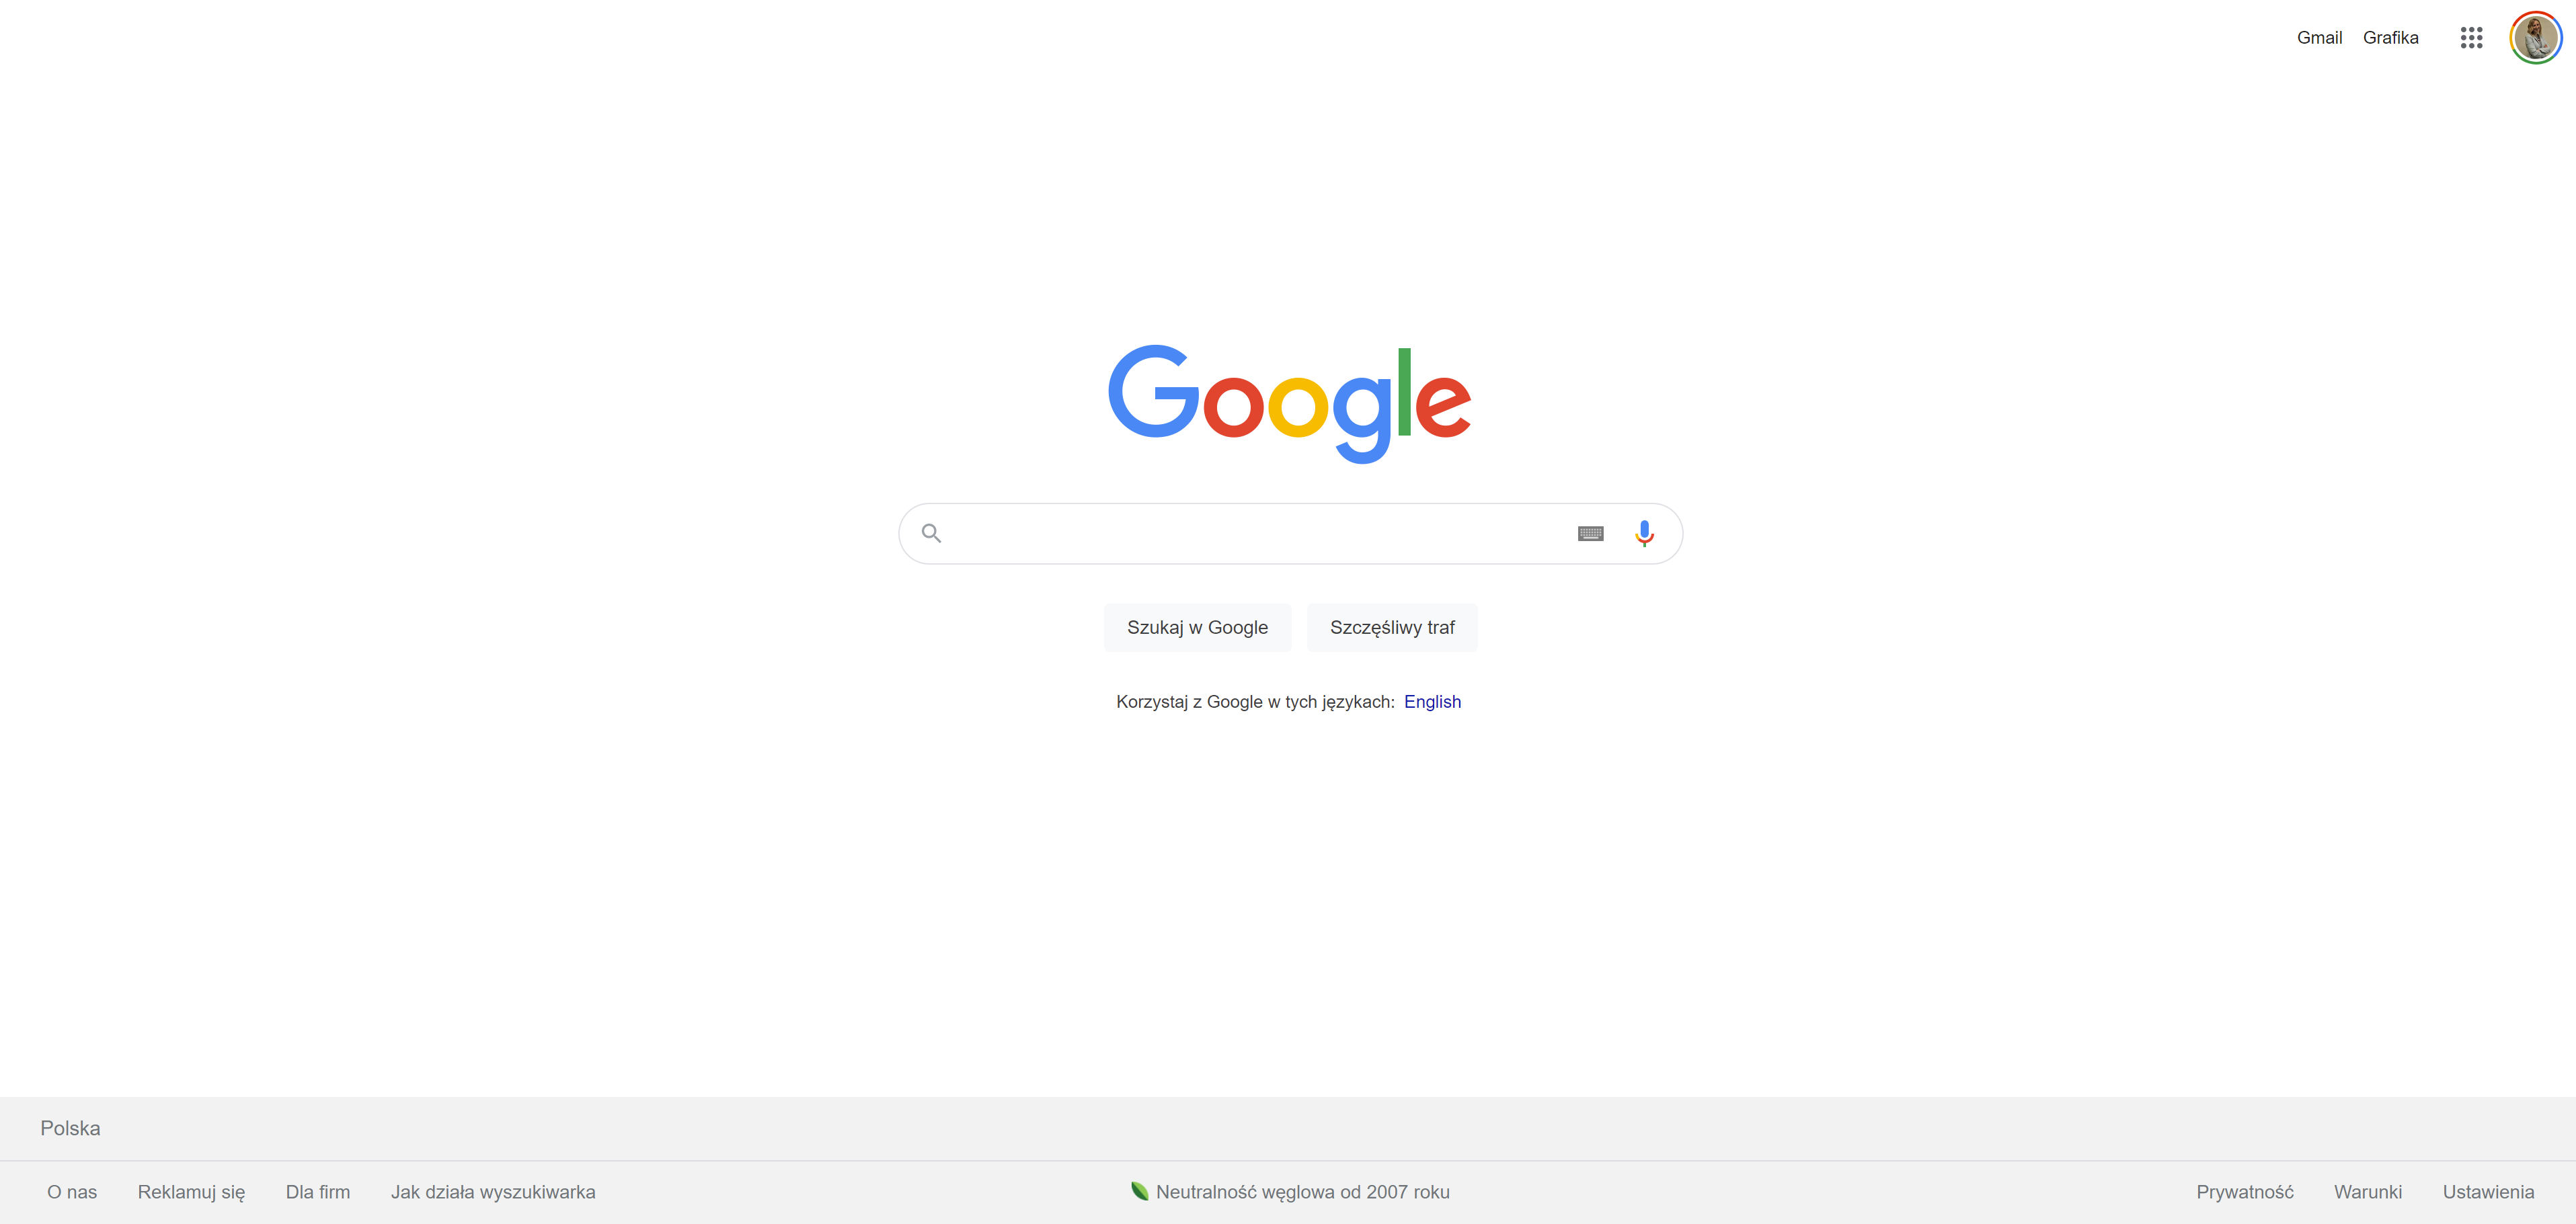 Gmail Grafika
Google
Szukaj w Google Szczęśliwy traf
Korzystaj z Google w tych językach: English
Polska
O nas Reklamuj się Dla firm Jak działa wyszukiwarka Neutralność węglowa od 2007 roku Prywatność Warunki Ustawienia